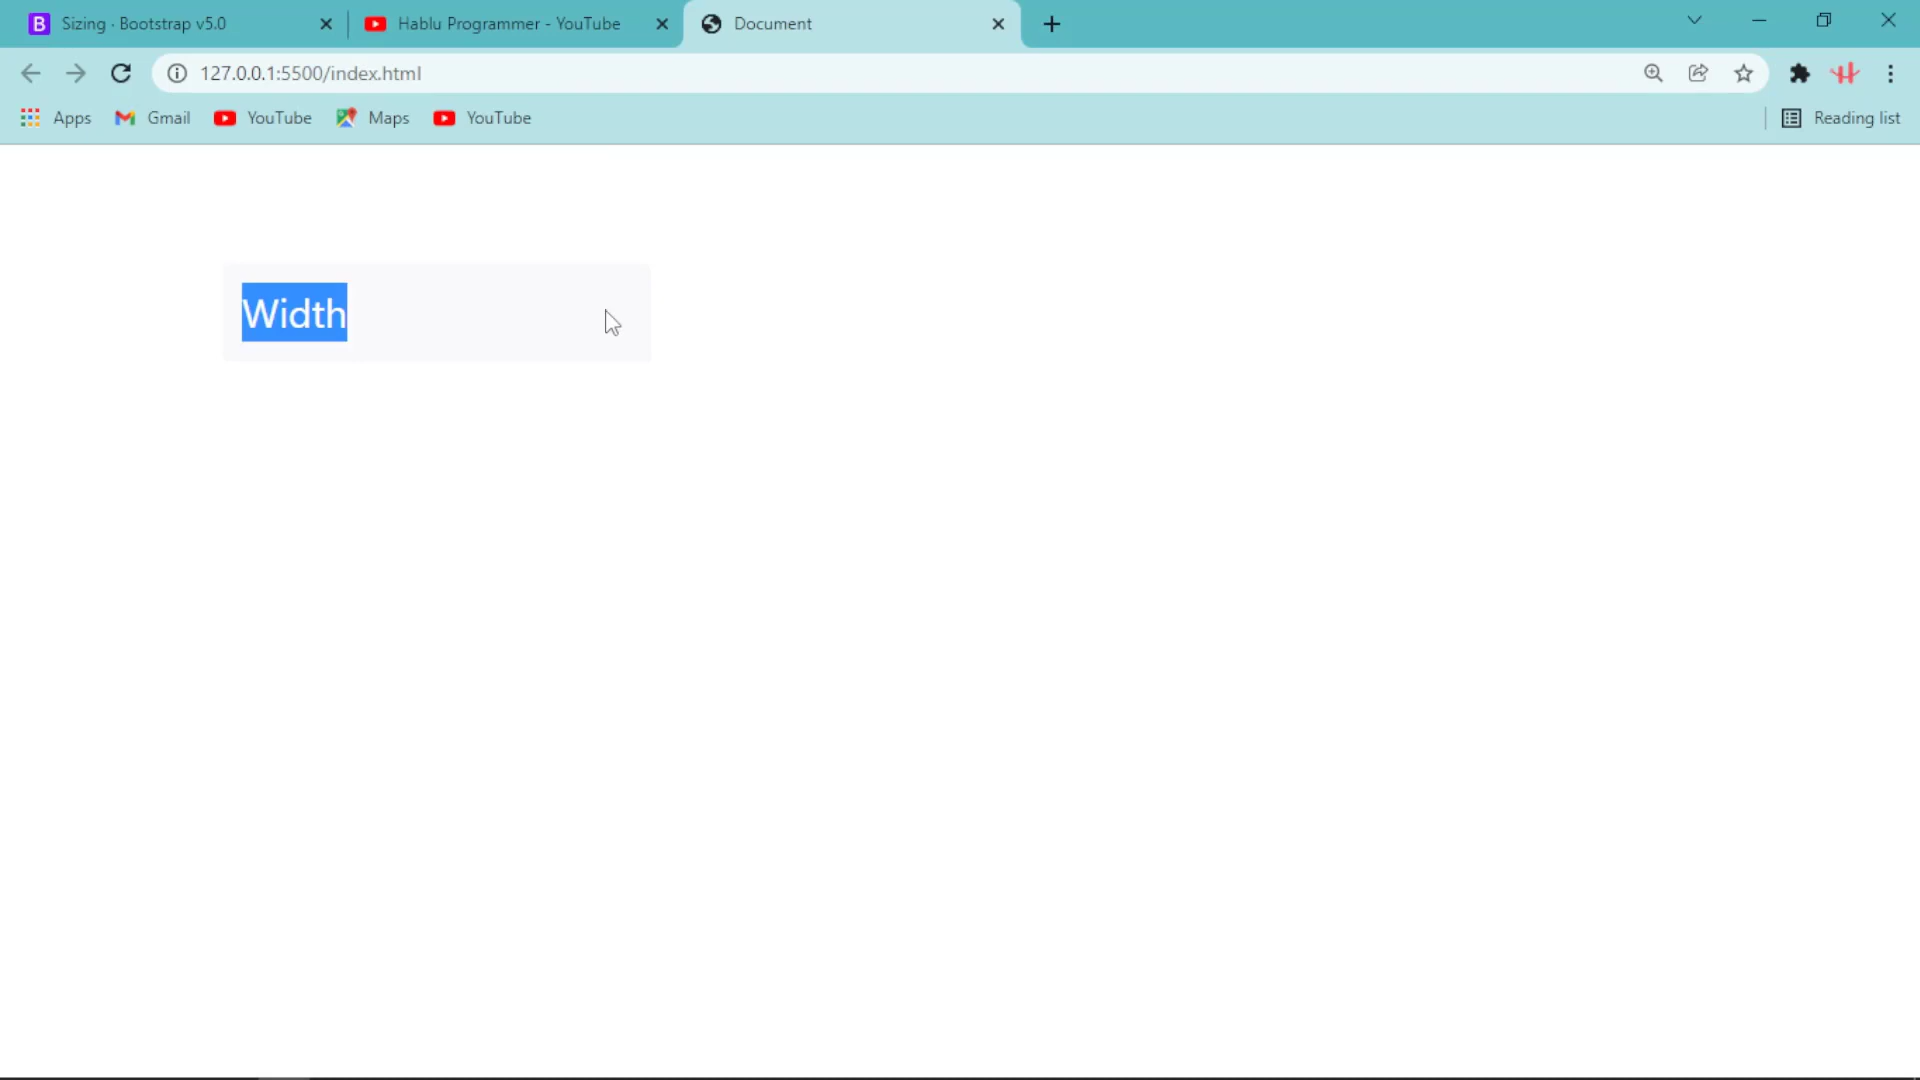 Sizing · Bootstrap v5.0
Hablu Programmer - YouTube
Document
127.0.0.1:5500/index.html
Apps
Gmail
YouTube
Maps
YouTube
Reading list
Width